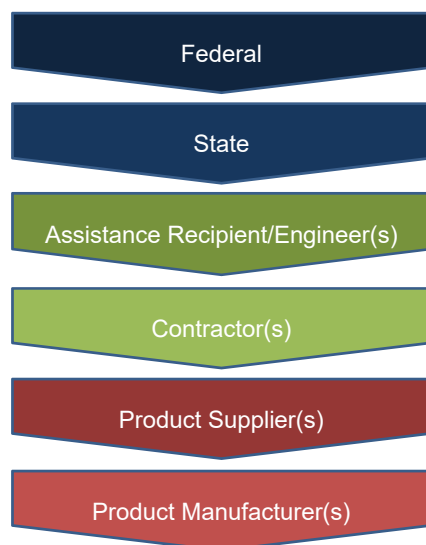 Federal
State
Assistance Recipient/Engineer(s)
Contractor(s)
Product Supplier(s)
Product Manufacturer(s)